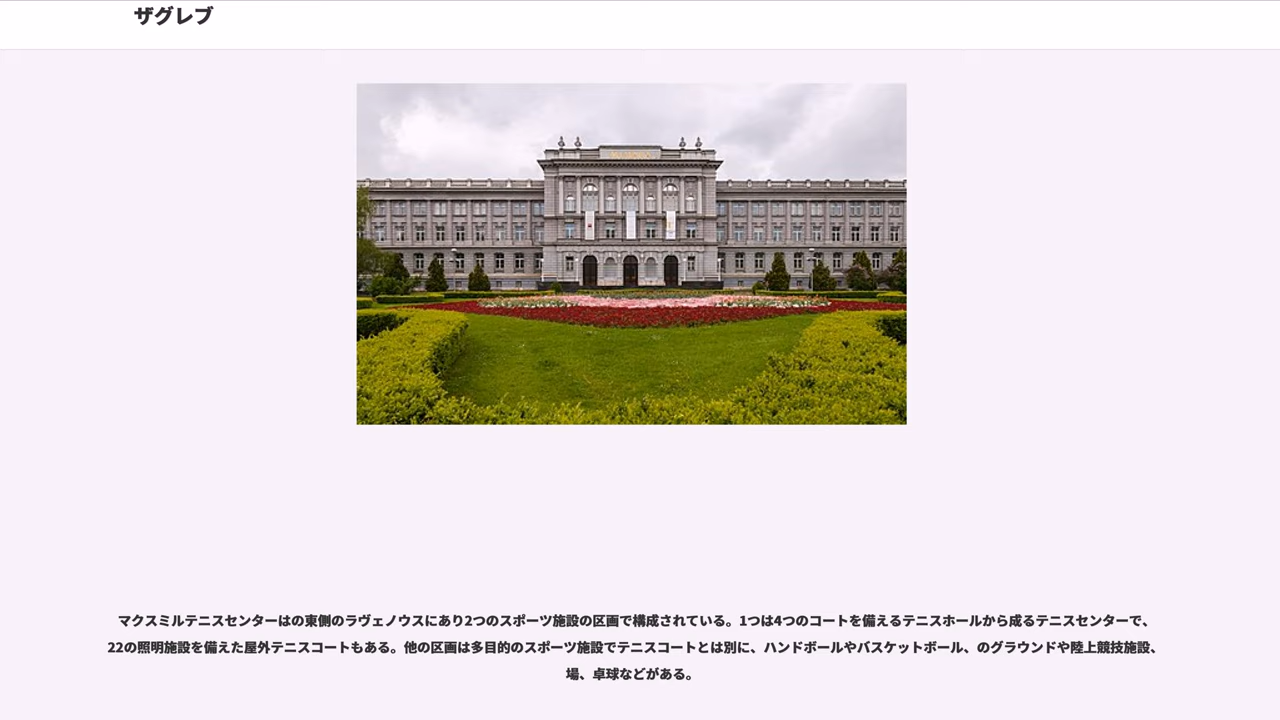 ザグレブ
マクスミルテニスセンターはの東側のラヴェノウスにあり2つのスポーツ施設の区画で構成されている。1つは4つのコートを備えるテニスホールから成るテニスセンターで、
22の照明施設を備えた屋外テニスコートもある。他の区画は多目的のスポーツ施設でテニスコートとは別に、ハンドボールやバスケットボール、のグラウンドや陸上競技施設、
場、卓球などがある。